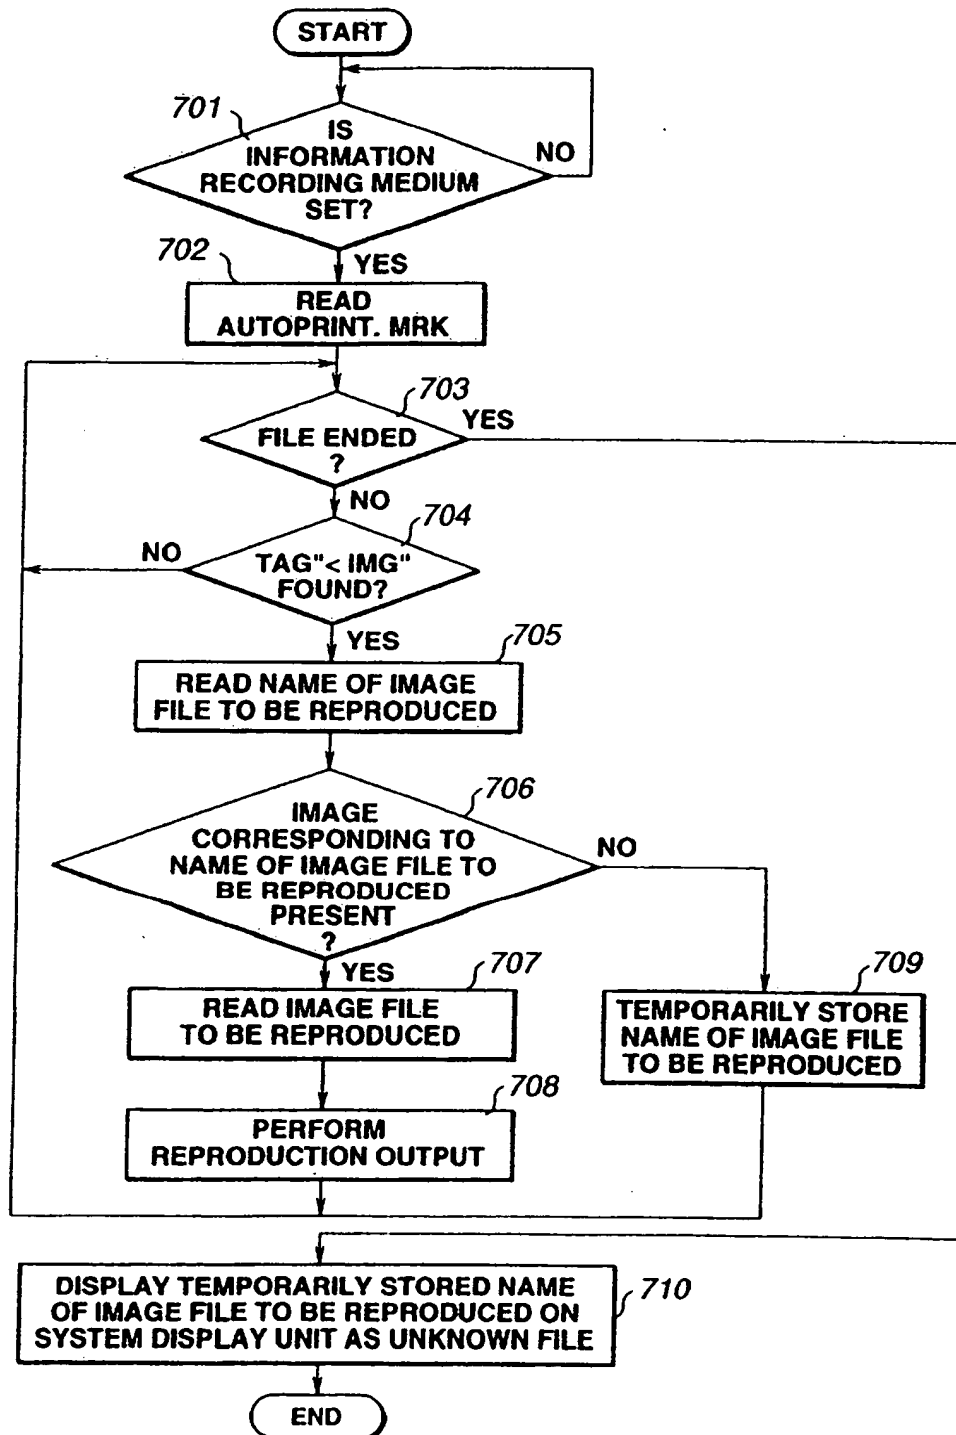 START
701
IS
INFORMATION
RECORDING MEDIUM
SET?
NO
702
YES
READ
AUTOPRINT. MRK
703
YES
FILE ENDED
?
NO
704
NO
TAG"< IMG"
FOUND?
YES
705
READ NAME OF IMAGE
FILE TO BE REPRODUCED
706
IMAGE
CORRESPONDING TO
NAME OF IMAGE FILE TO
BE REPRODUCED
PRESENT
?
NO
YES
707
READ IMAGE FILE
TO BE REPRODUCED
709
TEMPORARILY STORE
NAME OF IMAGE FILE
TO BE REPRODUCED
708
PERFORM
REPRODUCTION OUTPUT
DISPLAY TEMPORARILY STORED NAME
OF IMAGE FILE TO BE REPRODUCED ON
SYSTEM DISPLAY UNIT AS UNKNOWN FILE
710
END